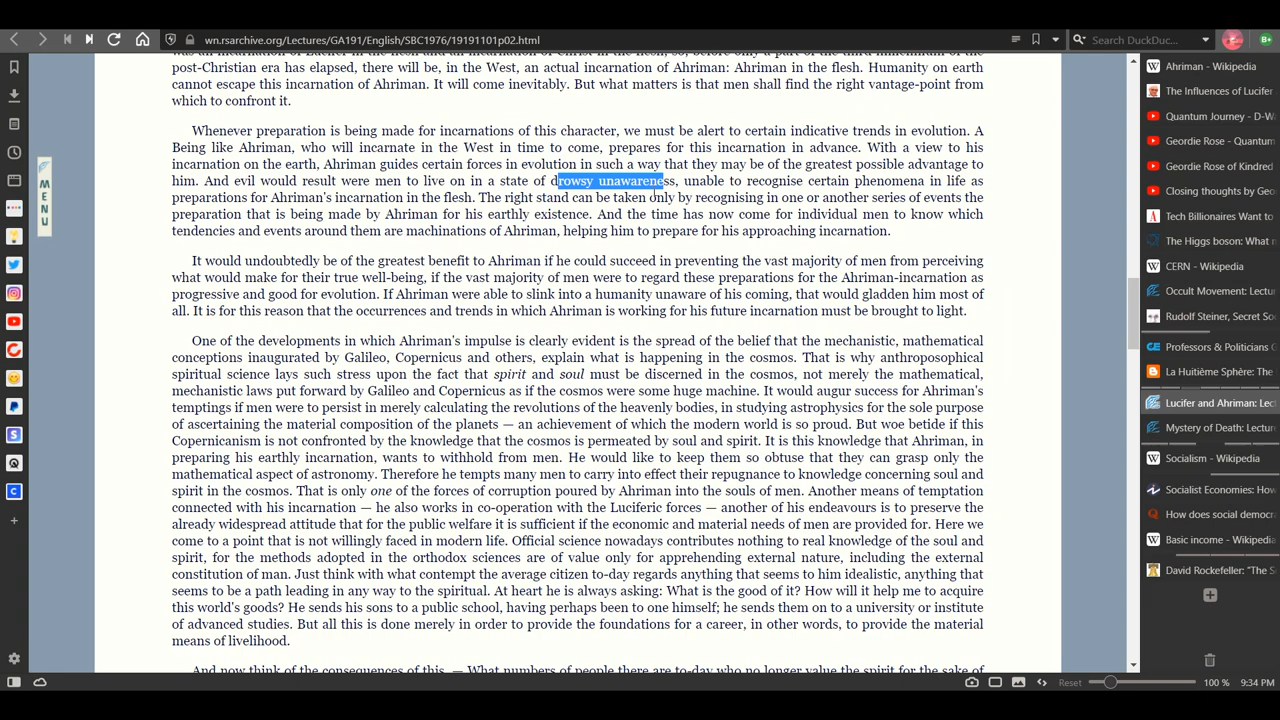 wn.rsarchive.org/Lectures/GA191/English/SBC1976/19191101p02.html
Search DuckDuc
B+
MENU
post-Christian era has elapsed, there will be, in the West, an actual incarnation of Ahriman: Ahriman in the flesh. Humanity on earth
cannot escape this incarnation of Ahriman. It will come inevitably. But what matters is that men shall find the right vantage-point from
which to confront it.
Whenever preparation is being made for incarnations of this character, we must be alert to certain indicative trends in evolution. A
Being like Ahriman, who will incarnate in the West in time to come, prepares for this incarnation in advance. With a view to his
incarnation on the earth, Ahriman guides certain forces in evolution in such a way that they may be of the greatest possible advantage to
him. And evil would result were men to live on in a state of drowsy unawareness, unable to recognise certain phenomena in life as
preparations for Ahriman's incarnation in the flesh. The right stand can be taken only by recognising in one or another series of events the
preparation that is being made by Ahriman for his earthly existence. And the time has now come for individual men to know which
tendencies and events around them are machinations of Ahriman, helping him to prepare for his approaching incarnation.
It would undoubtedly be of the greatest benefit to Ahriman if he could succeed in preventing the vast majority of men from perceiving
what would make for their true well-being, if the vast majority of men were to regard these preparations for the Ahriman-incarnation as
progressive and good for evolution. If Ahriman were able to slink into a humanity unaware of his coming, that would gladden him most of
all. It is for this reason that the occurrences and trends in which Ahriman is working for his future incarnation must be brought to light.
One of the developments in which Ahriman's impulse is clearly evident is the spread of the belief that the mechanistic, mathematical
conceptions inaugurated by Galileo, Copernicus and others, explain what is happening in the cosmos. That is why anthroposophical
spiritual science lays such stress upon the fact that spirit and soul must be discerned in the cosmos, not merely the mathematical,
mechanistic laws put forward by Galileo and Copernicus as if the cosmos were some huge machine. It would augur success for Ahriman's
temptings if men were to persist in merely calculating the revolutions of the heavenly bodies, in studying astrophysics for the sole purpose
of ascertaining the material composition of the planets — an achievement of which the modern world is so proud. But woe betide if this
Copernicanism is not confronted by the knowledge that the cosmos is permeated by soul and spirit. It is this knowledge that Ahriman, in
preparing his earthly incarnation, wants to withhold from men. He would like to keep them so obtuse that they can grasp only the
mathematical aspect of astronomy. Therefore he tempts many men to carry into effect their repugnance to knowledge concerning soul and
spirit in the cosmos. That is only one of the forces of corruption poured by Ahriman into the souls of men. Another means of temptation
connected with his incarnation — he also works in co-operation with the Luciferic forces — another of his endeavours is to preserve the
already widespread attitude that for the public welfare it is sufficient if the economic and material needs of men are provided for. Here we
come to a point that is not willingly faced in modern life. Official science nowadays contributes nothing to real knowledge of the soul and
spirit, for the methods adopted in the orthodox sciences are of value only for apprehending external nature, including the external
constitution of man. Just think with what contempt the average citizen to-day regards anything that seems to him idealistic, anything that
seems to be a path leading in any way to the spiritual. At heart he is always asking: What is the good of it? How will it help me to acquire
this world's goods? He sends his sons to a public school, having perhaps been to one himself; he sends them on to a university or institute
of advanced studies. But all this is done merely in order to provide the foundations for a career, in other words, to provide the material
means of livelihood.
And now think of the consequences of this. — What numbers of people there are to-day who no longer value the spirit for the sake of
Ahriman - Wikipedia
The Influences of Lucifer
Quantum Journey - D-W
Geordie Rose - Quantum
Geordie Rose of Kindred
Closing thoughts by Geor
Tech Billionaires Want to
The Higgs boson: What m
CERN - Wikipedia
Occult Movement: Lectu
Rudolf Steiner, Secret Soc
Professors & Politicians G
La Huitième Sphère: The
Lucifer and Ahriman: Lec
Mystery of Death: Lectur
Socialism - Wikipedia
Socialist Economies: How
How does social democr
Basic income - Wikipedia
David Rockefeller: "The S
Reset
100 %
9:34 PM